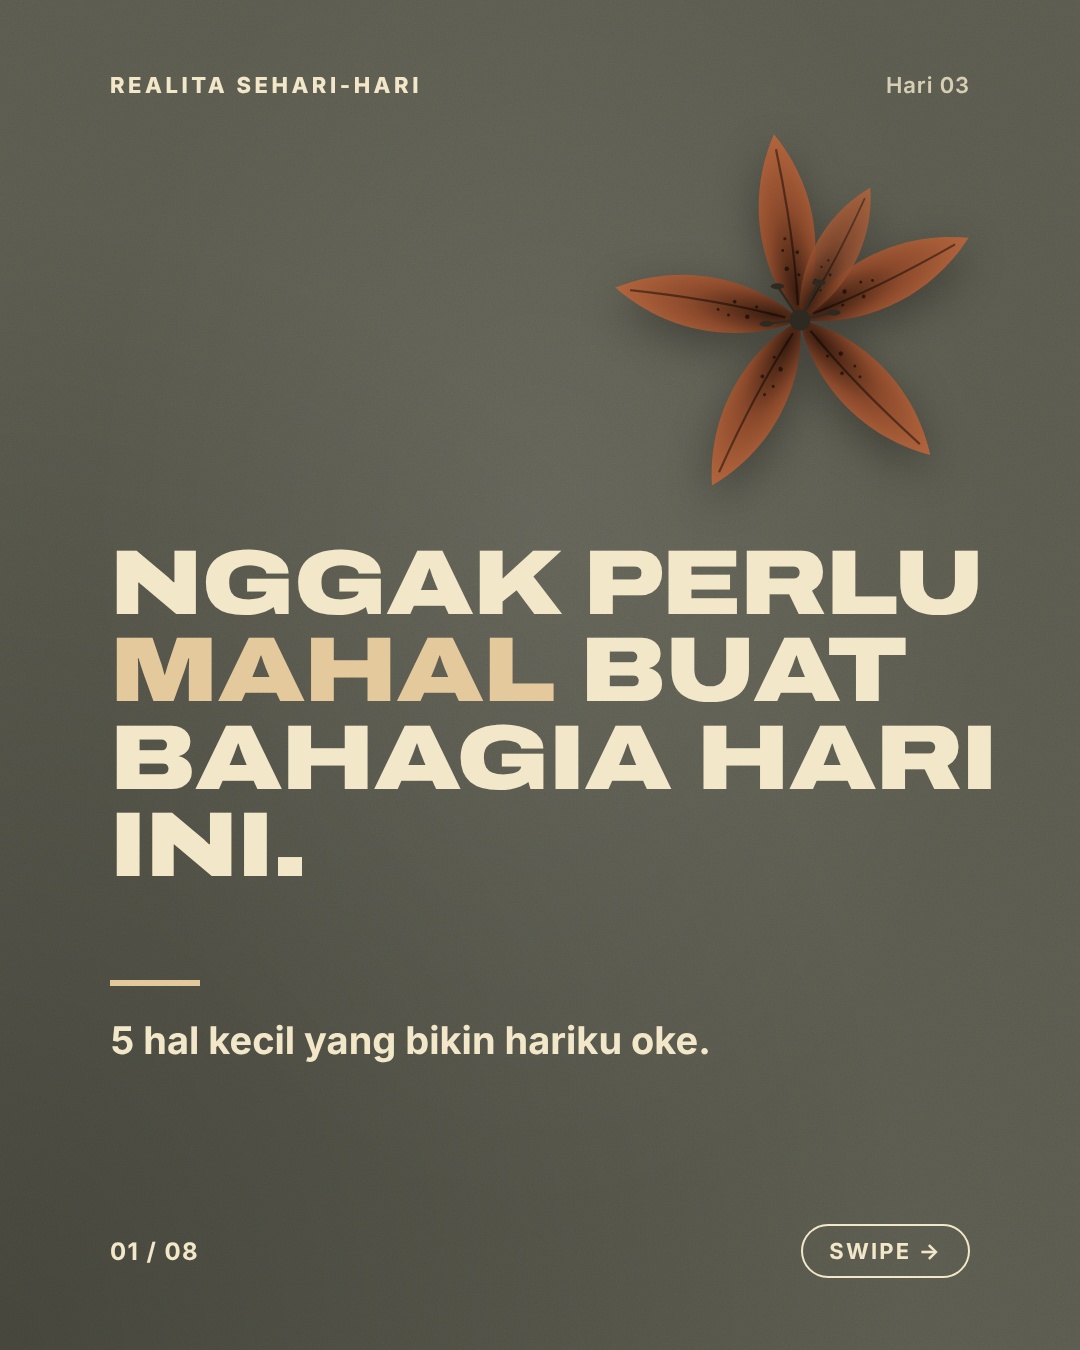 REALITA SEHARI-HARI
Hari 03
NGGAK PERLU
MAHAL BUAT
BAHAGIA HARI
INI.
5 hal kecil yang bikin hariku oke.
01 / 08
SWIPE →